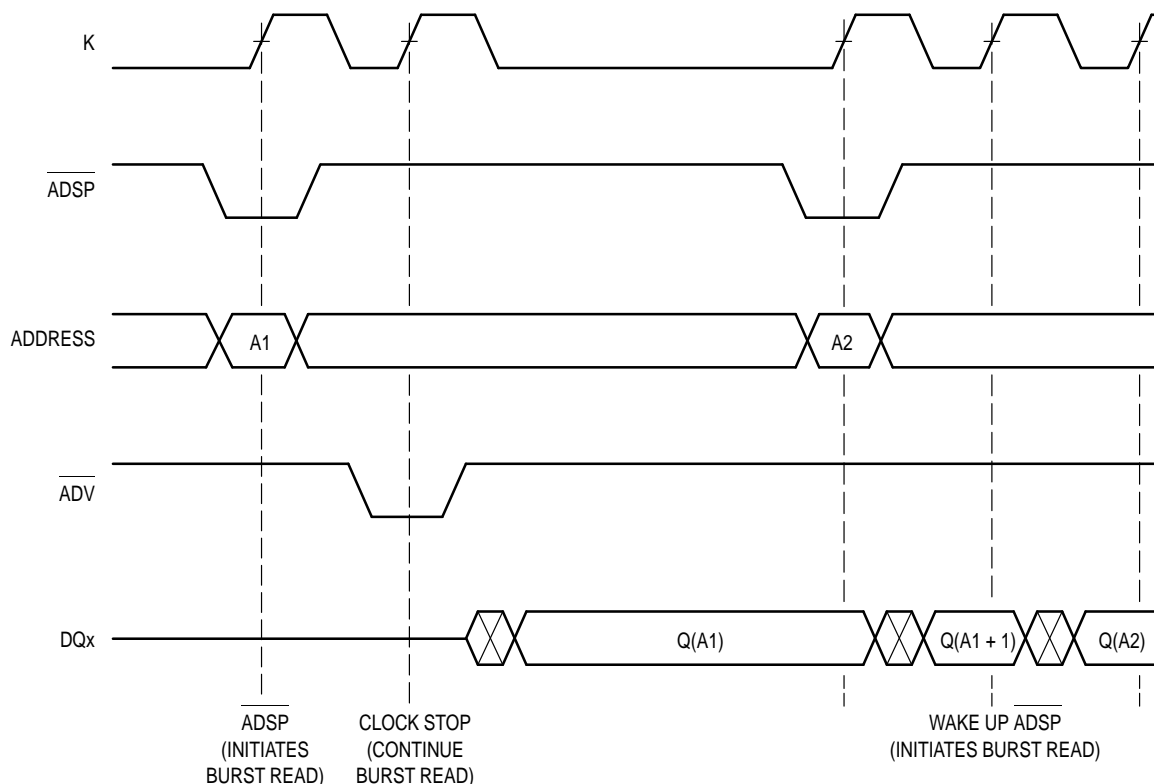 K
ADSP
ADDRESS
A1
A2
ADV
DQx
Q(A1)
Q(A1 + 1)
Q(A2)
ADSP
(INITIATES
BURST READ)
CLOCK STOP
(CONTINUE
BURST READ)
WAKE UP ADSP
(INITIATES BURST READ)